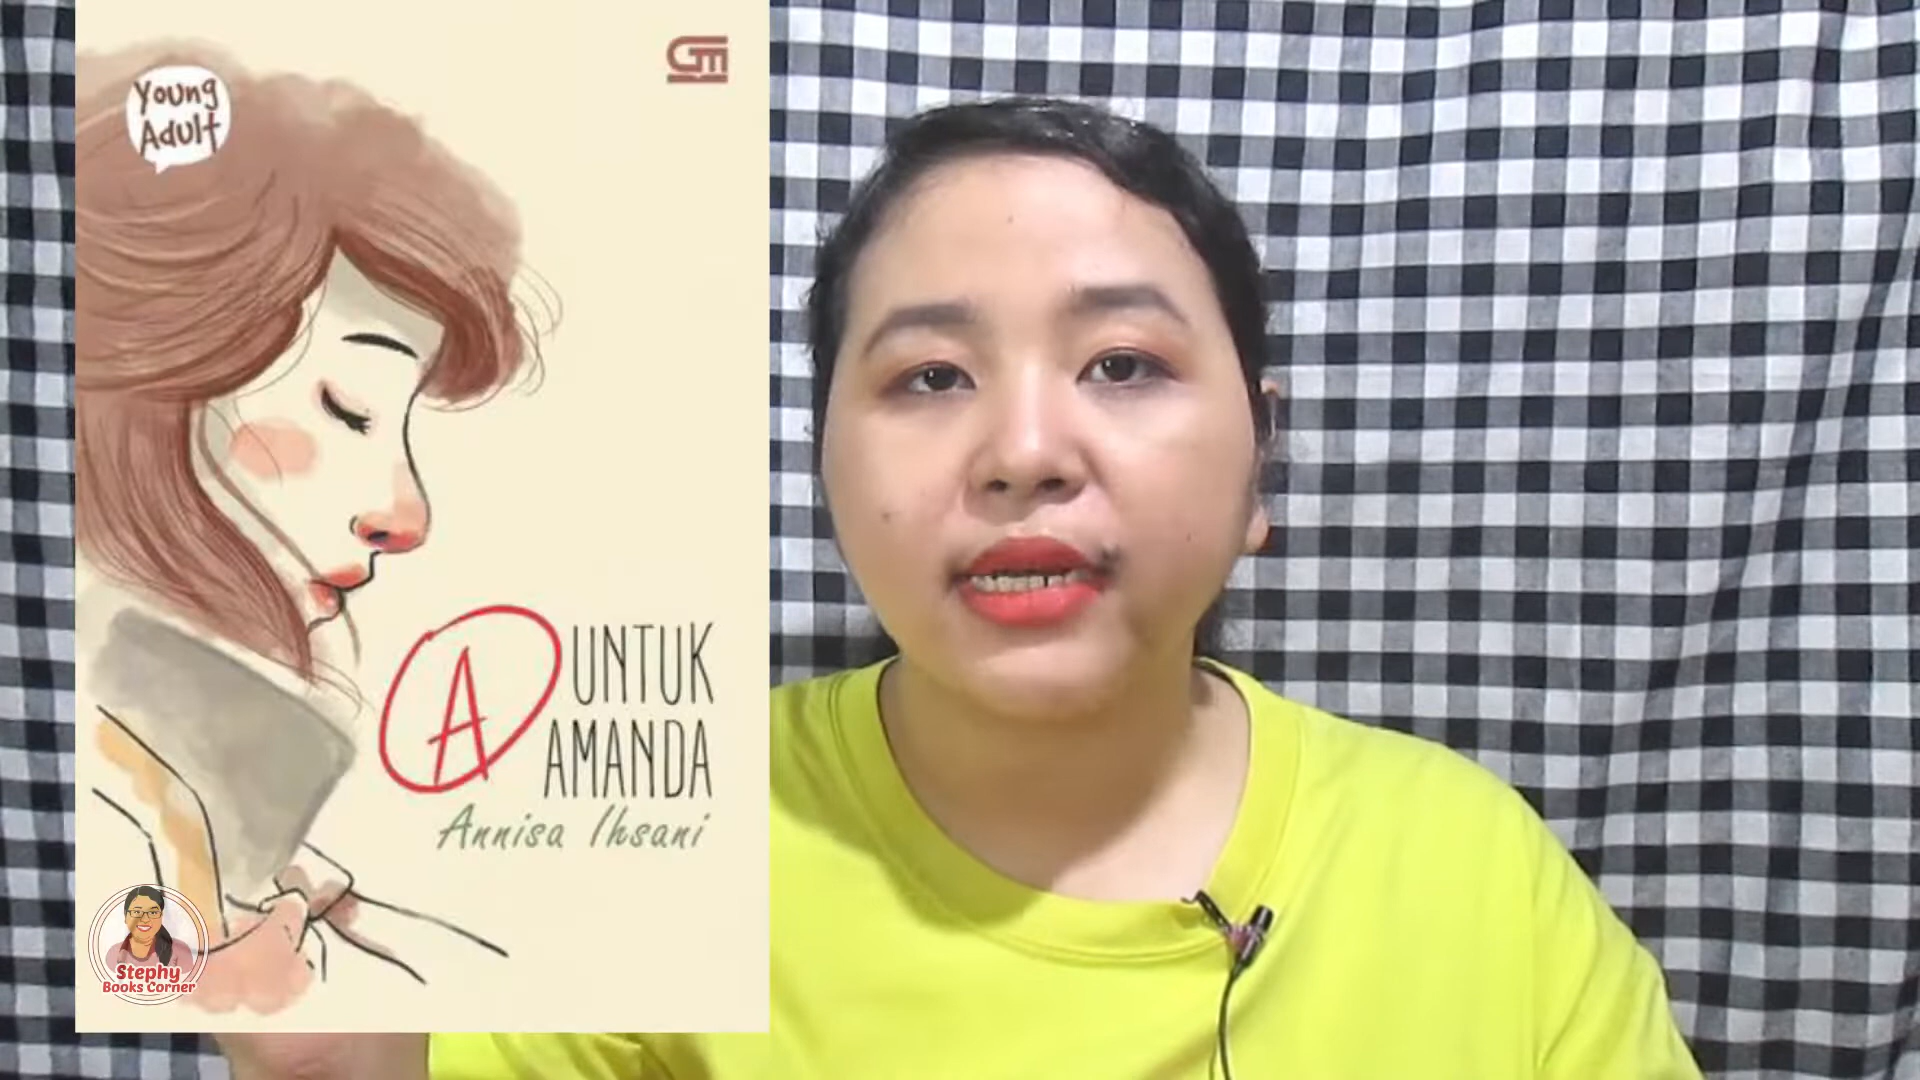 Young
Adult
GM
A UNTUK
AMANDA
Annisa Ihsani
Stephy
Books Corner